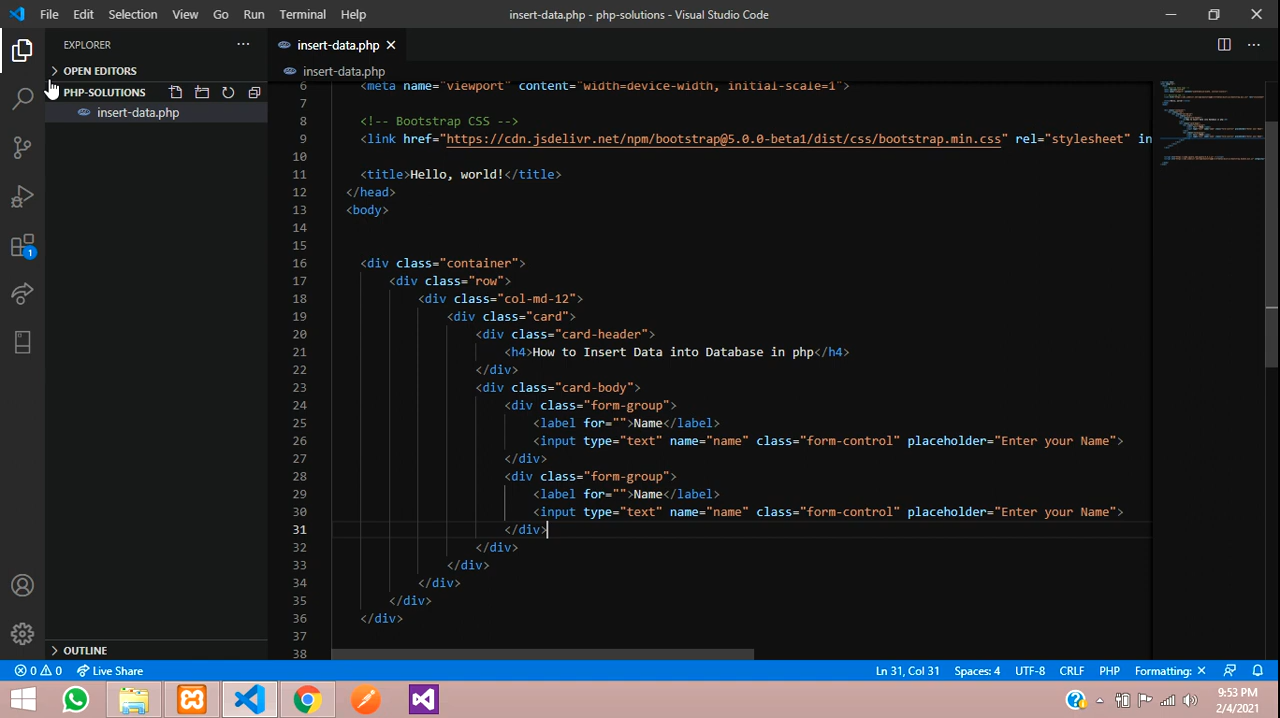 File Edit Selection View Go Run Terminal Help
insert-data.php - php-solutions - Visual Studio Code
EXPLORER
insert-data.php
OPEN EDITORS
insert-data.php
PHP-SOLUTIONS
insert-data.php
6 <meta name="viewport" content="width=device-width, initial-scale=1">
7
8 <!-- Bootstrap CSS -->
9 <link href="https://cdn.jsdelivr.net/npm/bootstrap@5.0.0-beta1/dist/css/bootstrap.min.css" rel="stylesheet" in
10
11 <title>Hello, world!</title>
12 </head>
13 <body>
14
15
16 <div class="container">
17 <div class="row">
18 <div class="col-md-12">
19 <div class="card">
20 <div class="card-header">
21 <h4>How to Insert Data into Database in php</h4>
22 </div>
23 <div class="card-body">
24 <div class="form-group">
25 <label for="">Name</label>
26 <input type="text" name="name" class="form-control" placeholder="Enter your Name">
27 </div>
28 <div class="form-group">
29 <label for="">Name</label>
30 <input type="text" name="name" class="form-control" placeholder="Enter your Name">
31 </div>
32 </div>
33 </div>
34 </div>
35 </div>
36 </div>
37
38
1
OUTLINE
0 0 Live Share
Ln 31, Col 31 Spaces: 4 UTF-8 CRLF PHP Formatting: ×
9:53 PM
2/4/2021